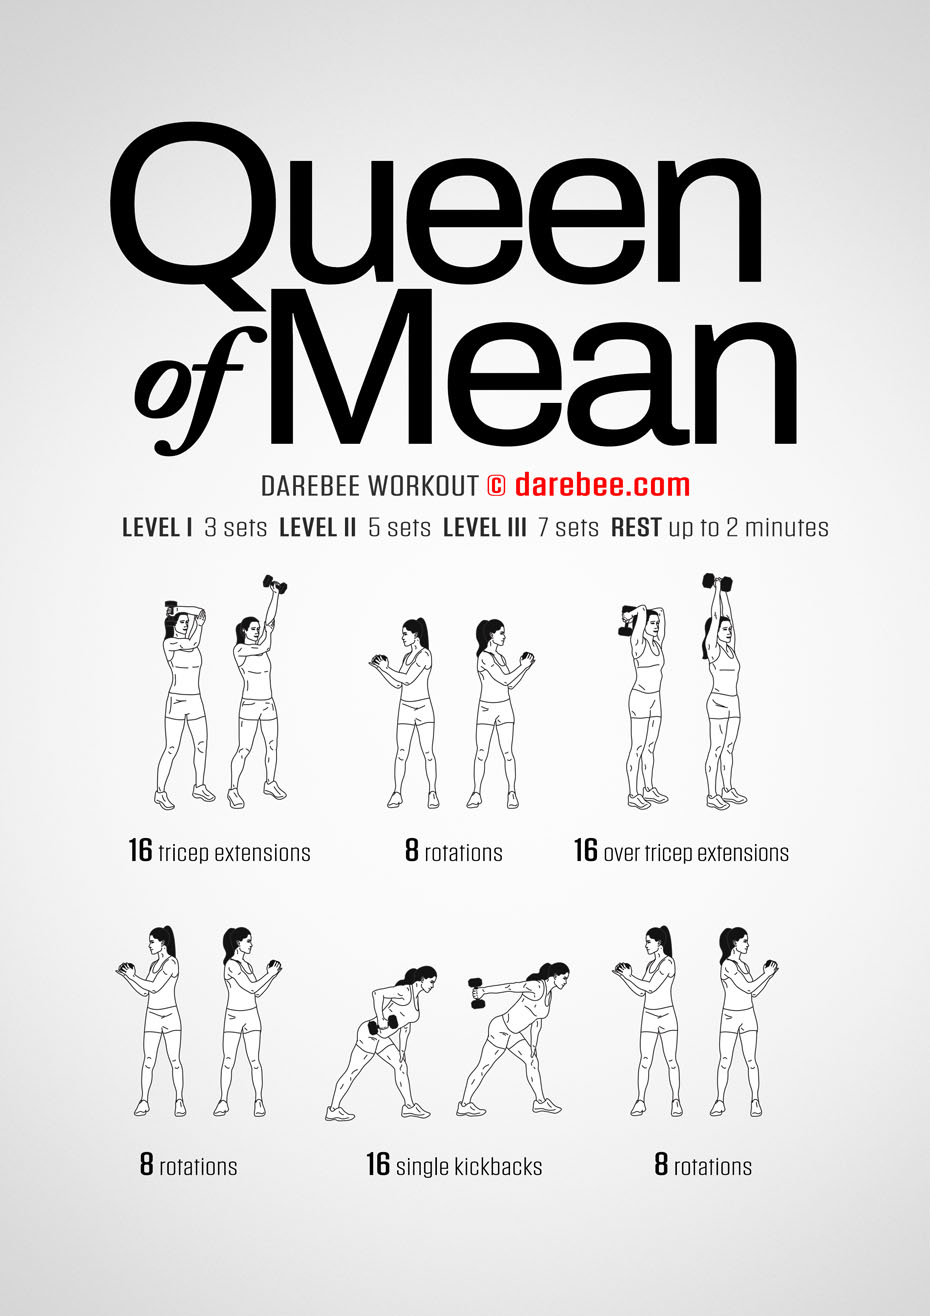 Queen
of Mean
DAREBEE WORKOUT © darebee.com
LEVEL I 3 sets LEVEL II 5 sets LEVEL III 7 sets REST up to 2 minutes
16 tricep extensions
8 rotations
16 over tricep extensions
8 rotations
16 single kickbacks
8 rotations